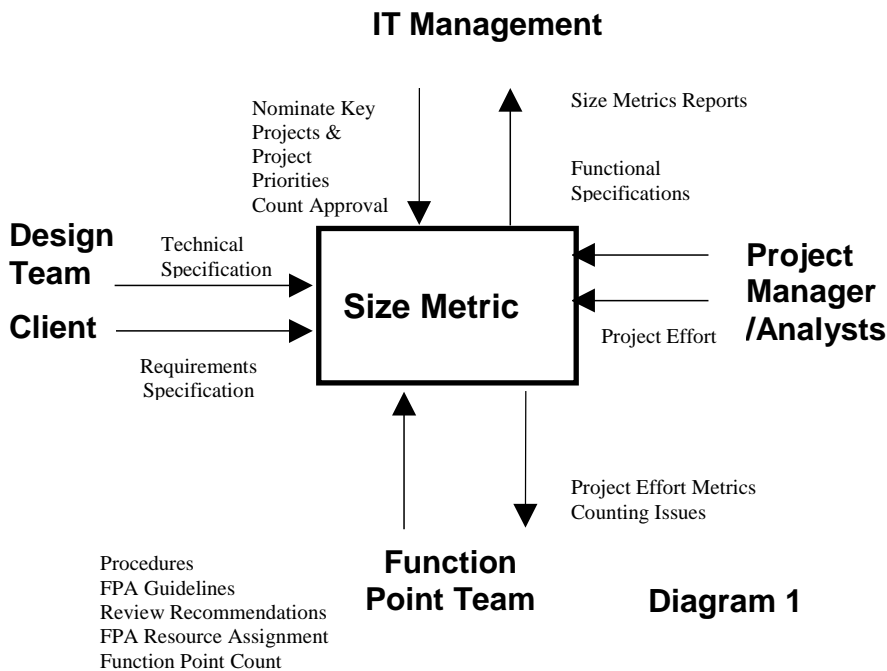 IT Management
Nominate Key
Projects &
Project
Priorities
Count Approval
Size Metrics Reports
Functional
Specifications
Design
Team
Technical
Specification
Client
Requirements
Specification
Size Metric
Project
Manager
/Analysts
Project Effort
Project Effort Metrics
Counting Issues
Function
Point Team
Procedures
FPA Guidelines
Review Recommendations
FPA Resource Assignment
Function Point Count
Diagram 1